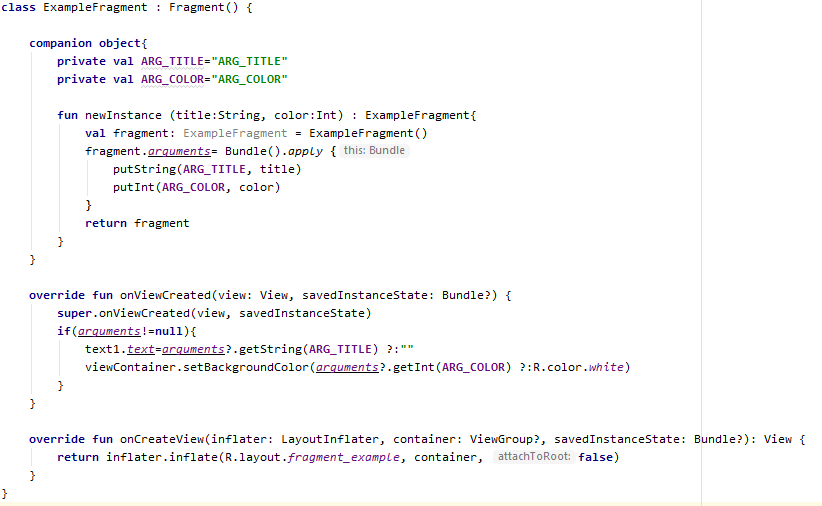 class ExampleFragment : Fragment() {
companion object{
private val ARG_TITLE="ARG_TITLE"
private val ARG_COLOR="ARG_COLOR"
fun newInstance (title:String, color:Int) : ExampleFragment{
val fragment: ExampleFragment = ExampleFragment()
fragment.arguments= Bundle().apply { this: Bundle
putString(ARG_TITLE, title)
putInt(ARG_COLOR, color)
}
return fragment
}
}
override fun onViewCreated(view: View, savedInstanceState: Bundle?) {
super.onViewCreated(view, savedInstanceState)
if(arguments!=null){
text1.text=arguments?.getString(ARG_TITLE) ?:""
viewContainer.setBackgroundColor(arguments?.getInt(ARG_COLOR) ?:R.color.white)
}
}
override fun onCreateView(inflater: LayoutInflater, container: ViewGroup?, savedInstanceState: Bundle?): View {
return inflater.inflate(R.layout.fragment_example, container, attachToRoot: false)
}
}